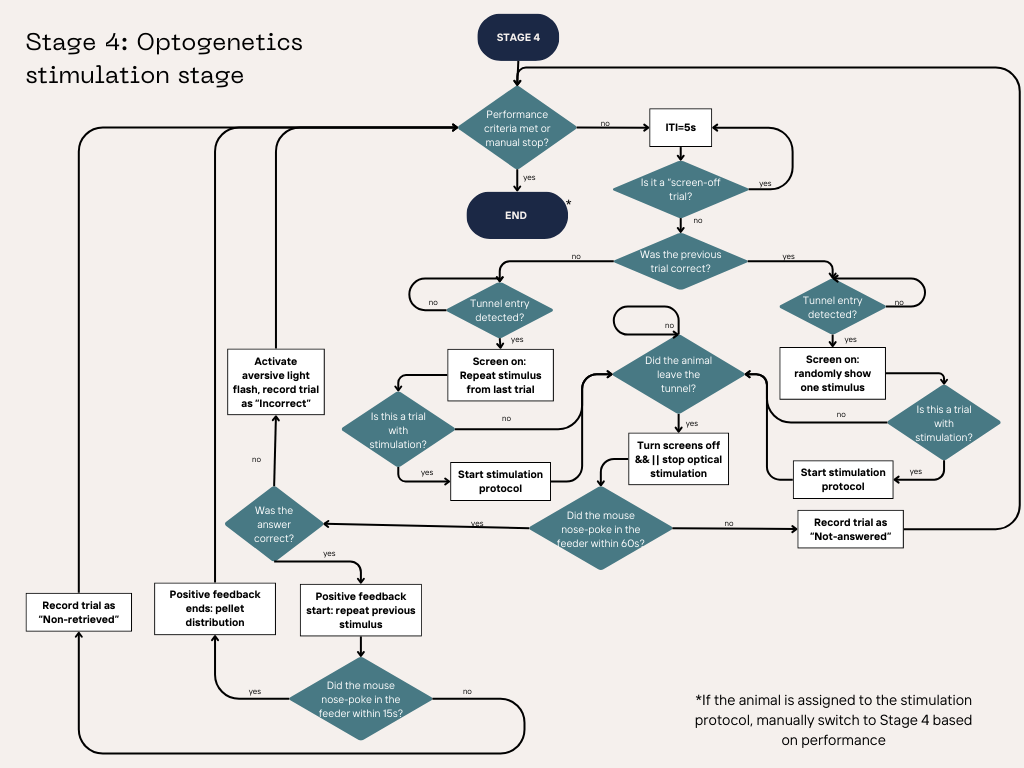 Stage 4: Optogenetics
stimulation stage
STAGE 4
Performance
criteria met or
manual stop?
no
ITI=5s
yes
END
*
Is it a "screen-off
trial?
yes
no
Was the previous
trial correct?
no
yes
Tunnel entry
detected?
no
yes
Tunnel entry
detected?
no
yes
Screen on:
Repeat stimulus
from last trial
Did the animal
leave the
tunnel?
no
yes
Screen on:
randomly show
one stimulus
Activate
aversive light
flash, record trial
as "Incorrect"
Is this a trial
with
stimulation?
no
yes
Is this a trial
with
stimulation?
no
yes
Start stimulation
protocol
Turn screens off
&& || stop optical
stimulation
Start stimulation
protocol
no
Was the
answer
correct?
yes
yes
Did the mouse
nose-poke in the
feeder within 60s?
no
Record trial as
"Not-answered"
Record trial as
"Non-retrieved"
Positive feedback
ends: pellet
distribution
Positive feedback
start: repeat previous
stimulus
yes
Did the mouse
nose-poke in the
feeder within 15s?
no
*If the animal is assigned to the stimulation
protocol, manually switch to Stage 4 based
on performance